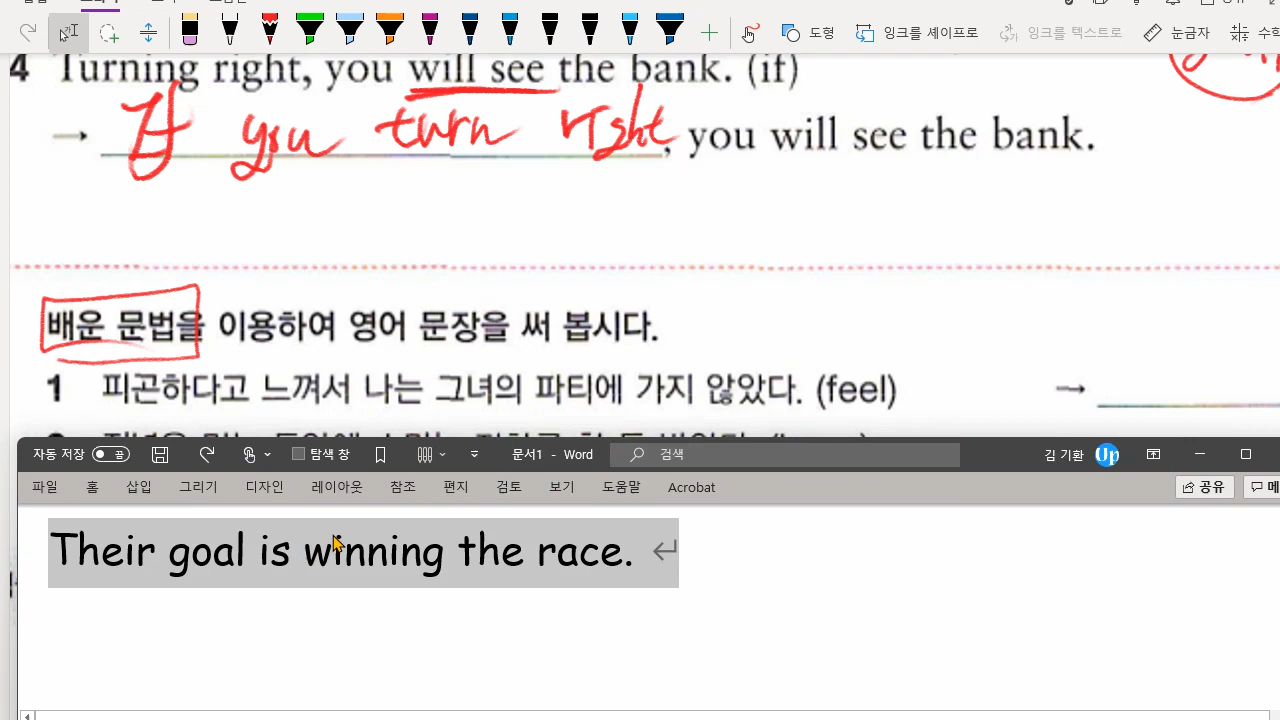 도형
잉크를 셰이프로
잉크를 텍스트로
눈금자
수학
4 Turning right, you will see the bank. (if)
→ If you turn right, you will see the bank.
배운 문법을 이용하여 영어 문장을 써 봅시다.
1 피곤하다고 느껴서 나는 그녀의 파티에 가지 않았다. (feel) →
자동 저장 끔 탐색 창 문서1 - Word 검색 김 기환 Up
파일 홈 삽입 그리기 디자인 레이아웃 참조 편지 검토 보기 도움말 Acrobat 공유 메
Their goal is winning the race. ↵